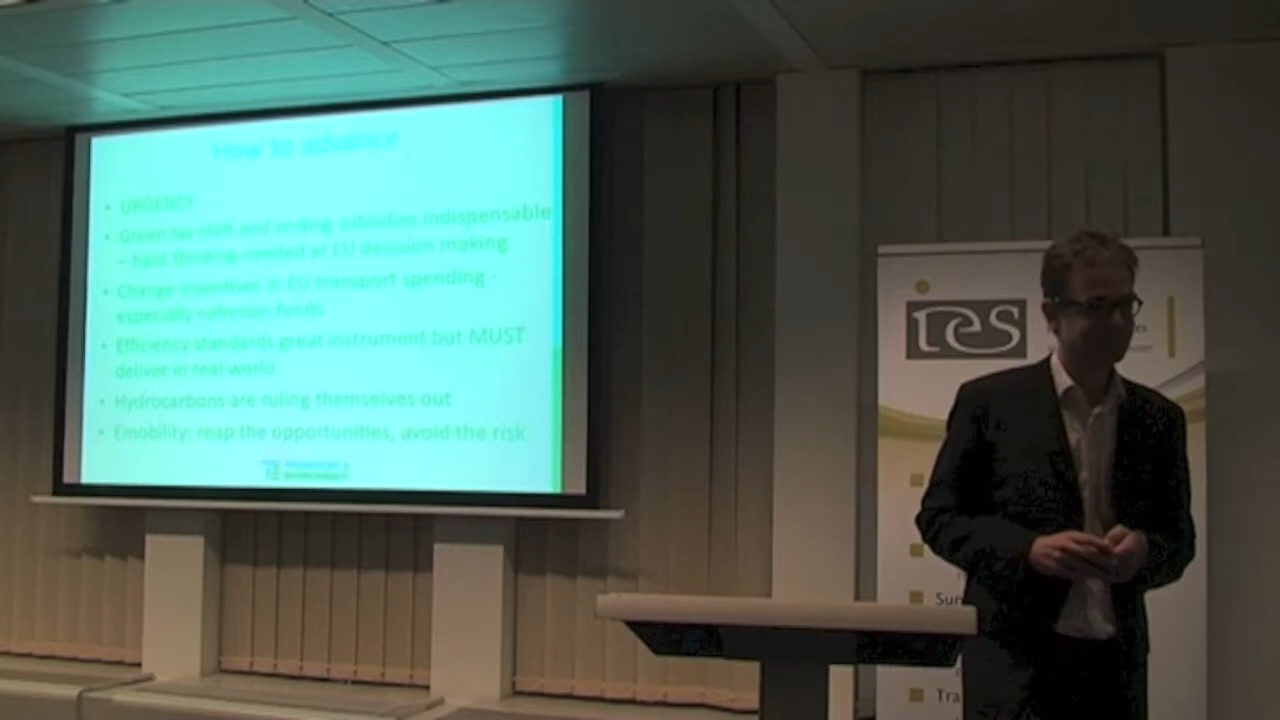 How to advance
• URGENCY
• Green tax shift and ending subsidies indispensable
– hard thinking needed at EU decision making
• Change incentives in EU transport spending -
especially cohesion funds
• Efficiency standards great instrument but MUST
deliver in real world
• Hydrocarbons are ruling themselves out
• Emobility: reap the opportunities, avoid the risk
ies
Sun
Tra